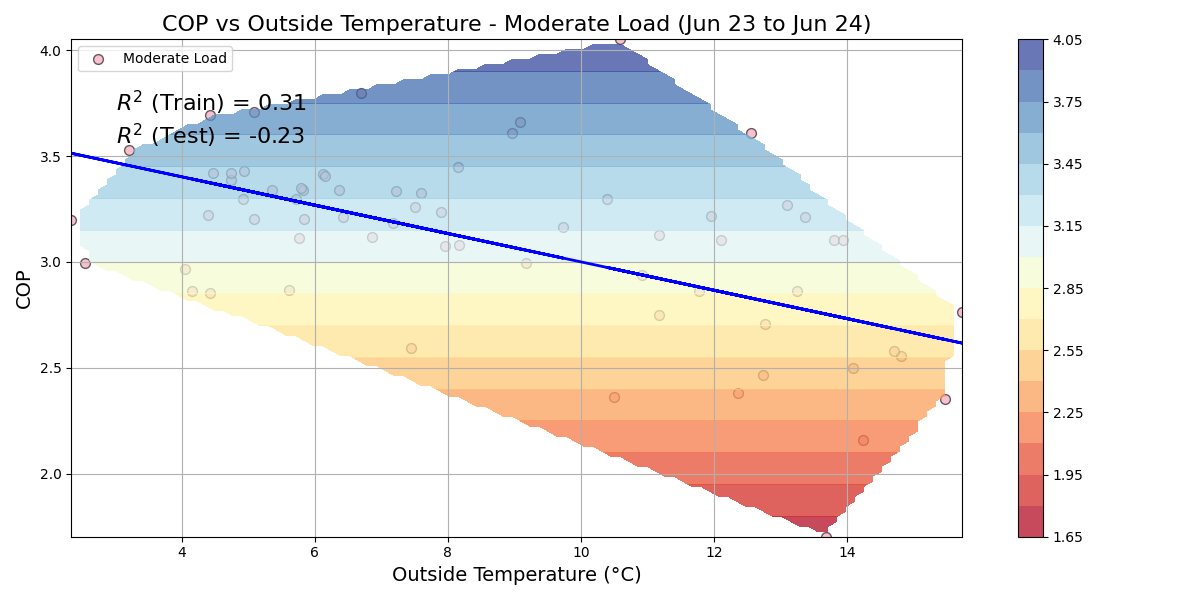 COP vs Outside Temperature - Moderate Load (Jun 23 to Jun 24)
Moderate Load
R² (Train) = 0.31
R² (Test) = -0.23
COP
4.0
3.5
3.0
2.5
2.0
4 6 8 10 12 14
Outside Temperature (°C)
4.05
3.75
3.45
3.15
2.85
2.55
2.25
1.95
1.65